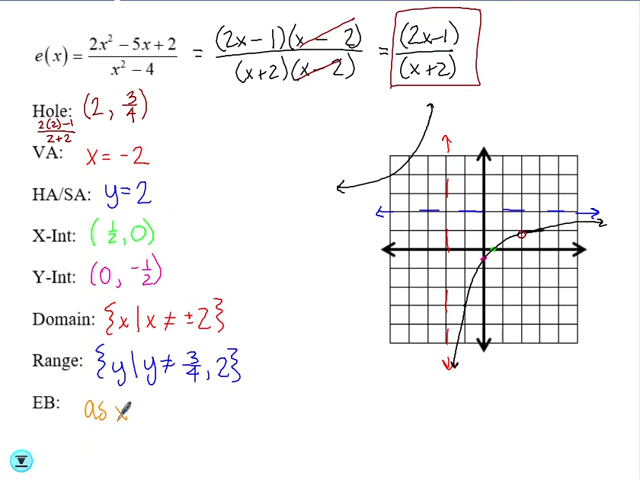 e(x) = (2x² − 5x + 2)/(x² − 4) = ((2x−1)(x−2))/((x+2)(x−2)) = (2x−1)/(x+2)
Hole: (2, 3/4)
(2(2)−1)/(2+2)
VA: x = −2
HA/SA: y = 2
X-Int: (1/2, 0)
Y-Int: (0, −1/2)
Domain: {x | x ≠ ±2}
Range: {y | y ≠ 3/4, 2}
EB: as x